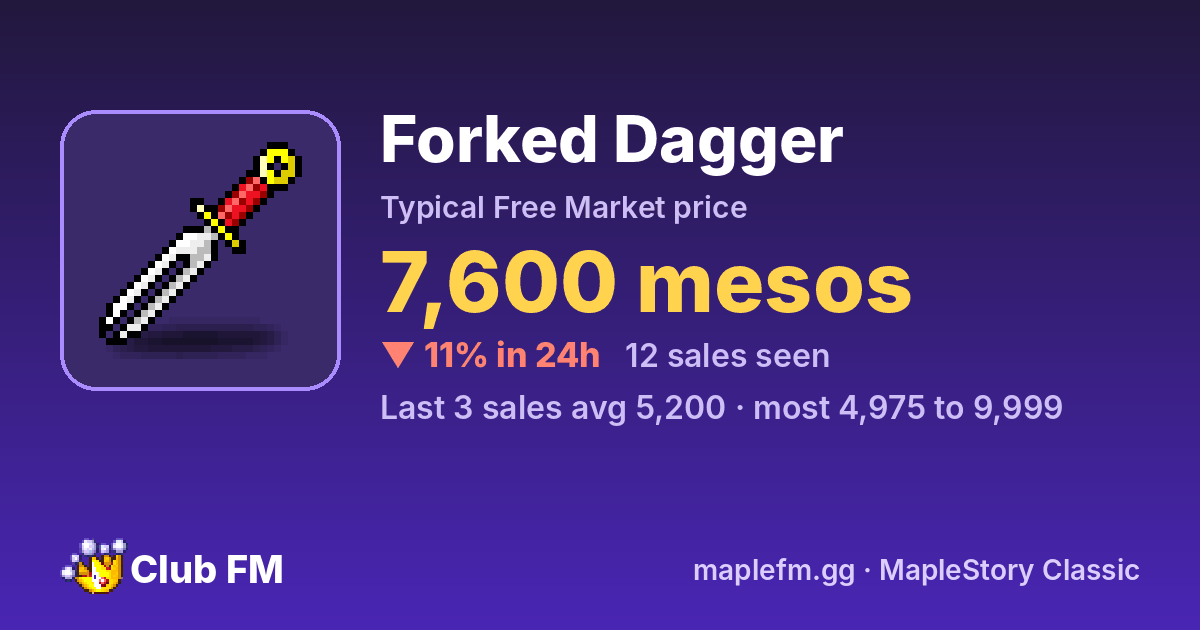 Forked Dagger
Typical Free Market price
7,600 mesos
▼ 11% in 24h 12 sales seen
Last 3 sales avg 5,200 · most 4,975 to 9,999
Club FM
maplefm.gg · MapleStory Classic